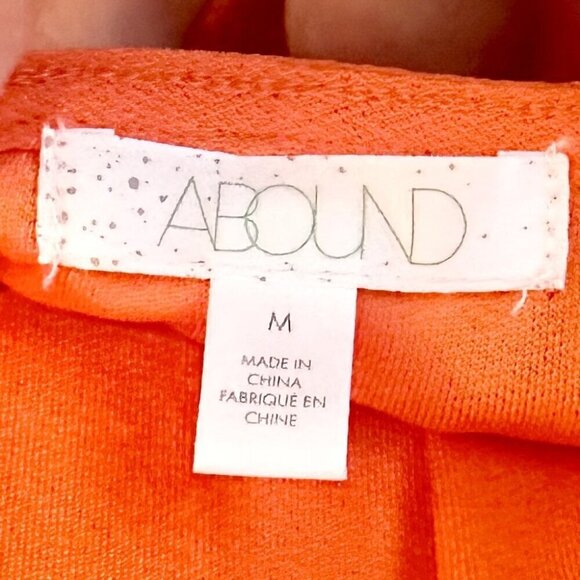 ABOUND
M
MADE IN
CHINA
FABRIQUÉ EN
CHINE